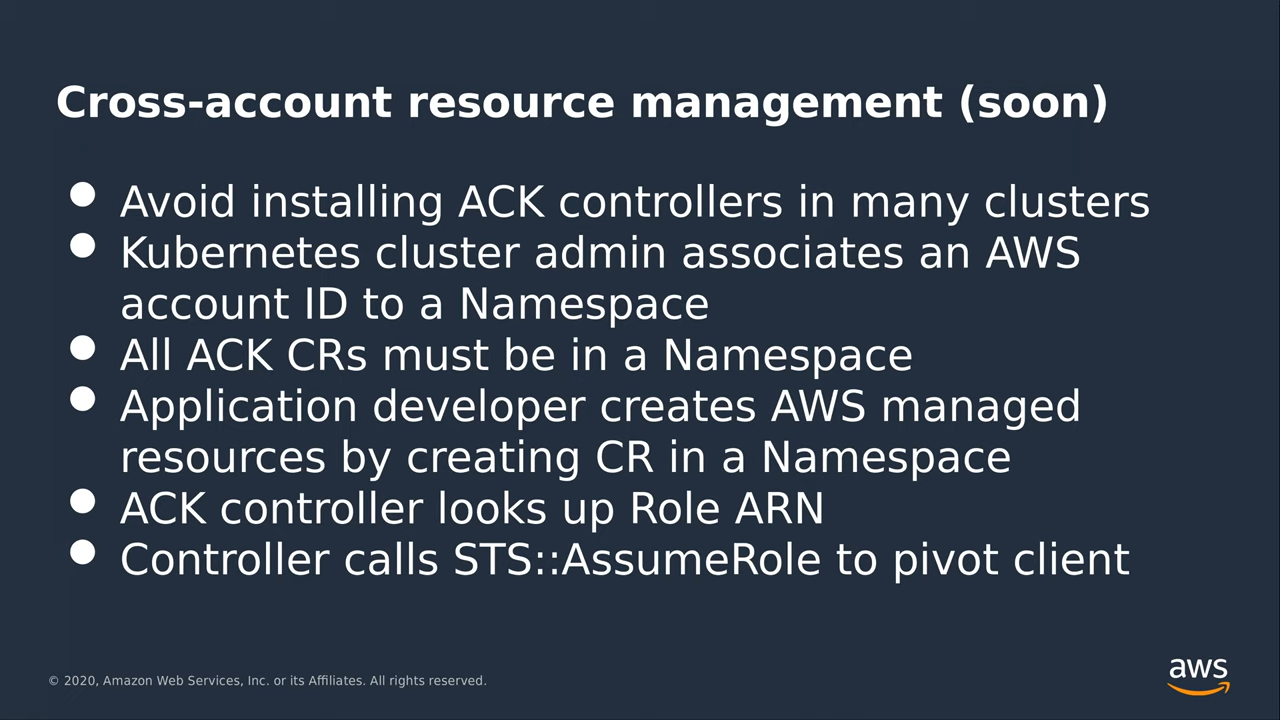 Cross-account resource management (soon)
● Avoid installing ACK controllers in many clusters
● Kubernetes cluster admin associates an AWS
account ID to a Namespace
● All ACK CRs must be in a Namespace
● Application developer creates AWS managed
resources by creating CR in a Namespace
● ACK controller looks up Role ARN
● Controller calls STS::AssumeRole to pivot client
© 2020, Amazon Web Services, Inc. or its Affiliates. All rights reserved.
aws